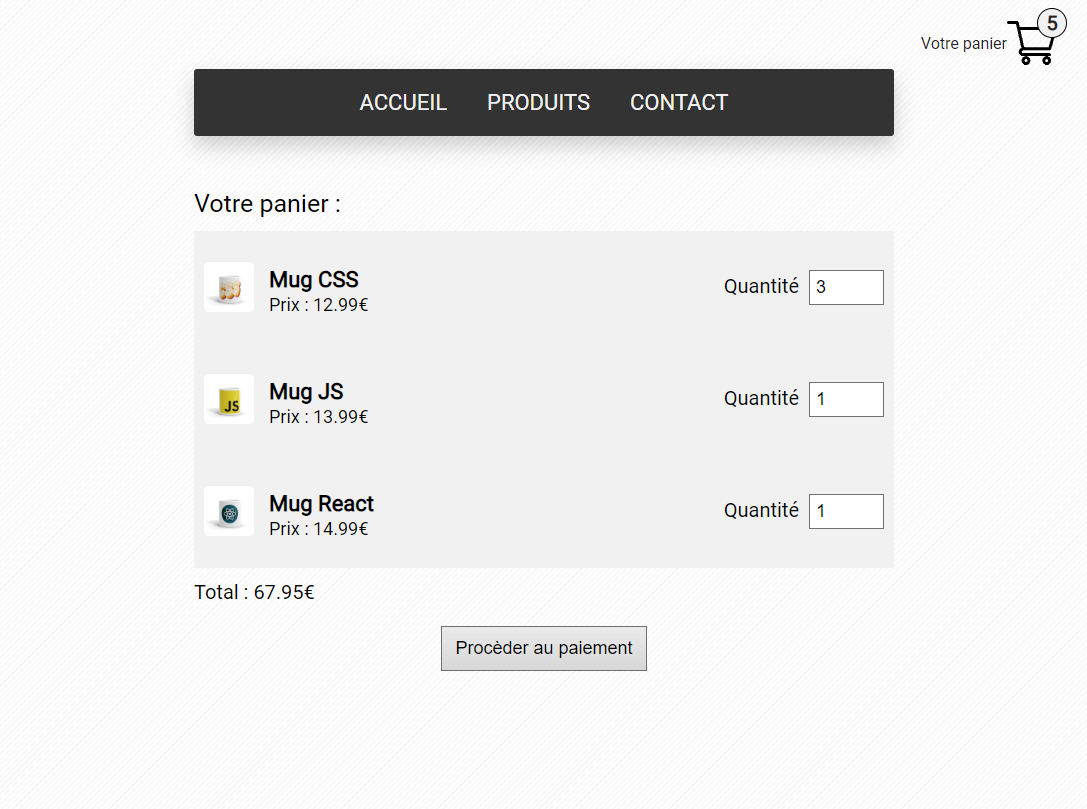 Votre panier 5
ACCUEIL PRODUITS CONTACT
Votre panier :
Mug CSS
Prix : 12.99€
Quantité 3
JS
Mug JS
Prix : 13.99€
Quantité 1
Mug React
Prix : 14.99€
Quantité 1
Total : 67.95€
Procèder au paiement